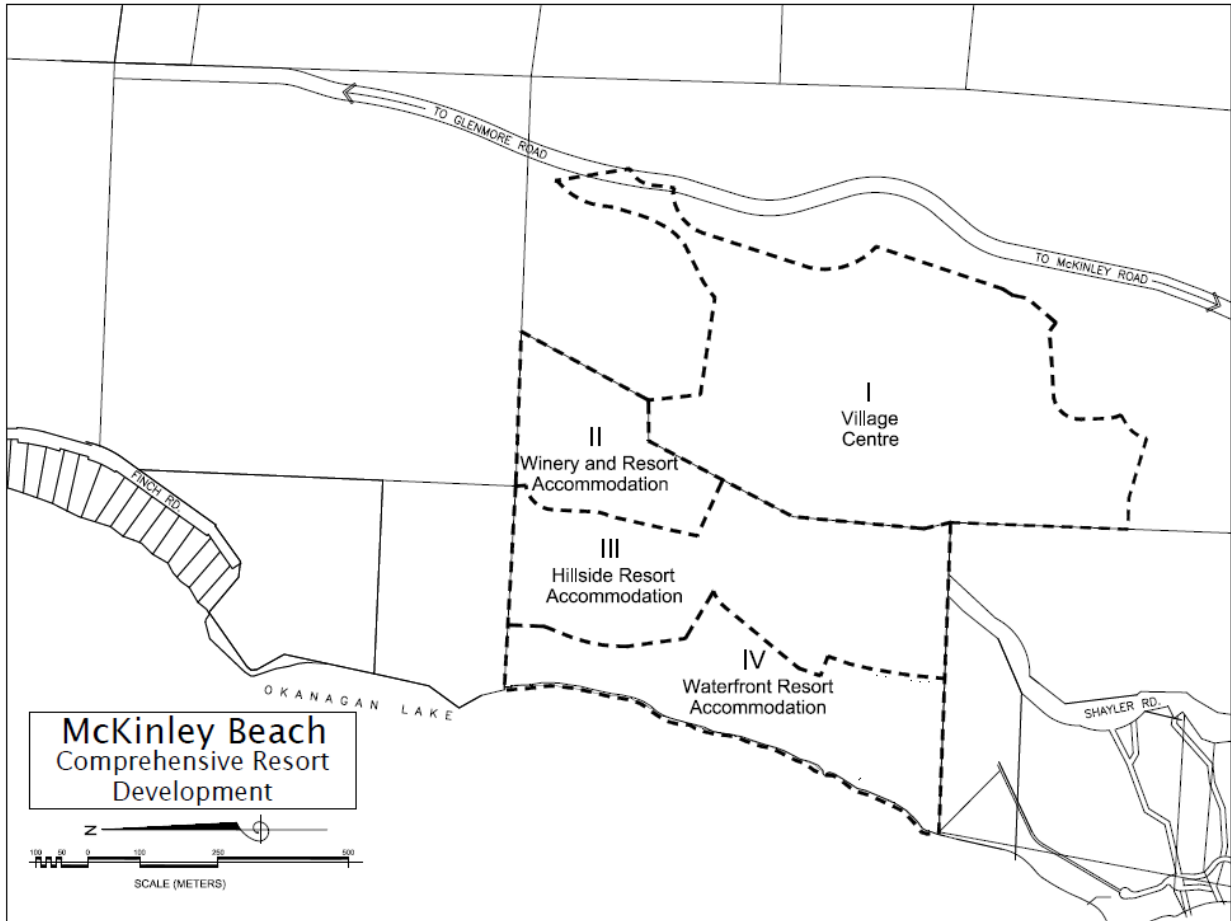 TO GLENMORE ROAD
TO McKINLEY ROAD
I
Village
Centre
II
Winery and Resort
Accommodation
FINCH RD.
III
Hillside Resort
Accommodation
IV
Waterfront Resort
Accommodation
OKANAGAN LAKE
SHAYLER RD.
McKinley Beach
Comprehensive Resort
Development
N
100 50 0 100 250 500
SCALE (METERS)